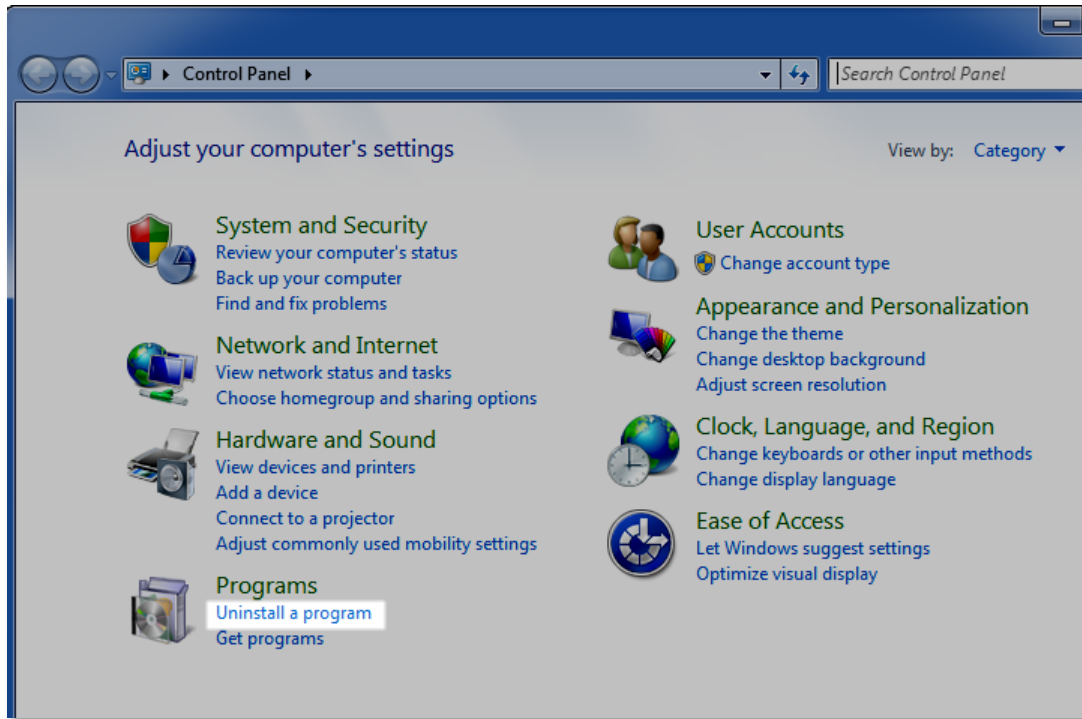 Control Panel
Search Control Panel
Adjust your computer's settings
View by: Category
System and Security
Review your computer's status
Back up your computer
Find and fix problems
Network and Internet
View network status and tasks
Choose homegroup and sharing options
Hardware and Sound
View devices and printers
Add a device
Connect to a projector
Adjust commonly used mobility settings
Programs
Uninstall a program
Get programs
User Accounts
Change account type
Appearance and Personalization
Change the theme
Change desktop background
Adjust screen resolution
Clock, Language, and Region
Change keyboards or other input methods
Change display language
Ease of Access
Let Windows suggest settings
Optimize visual display